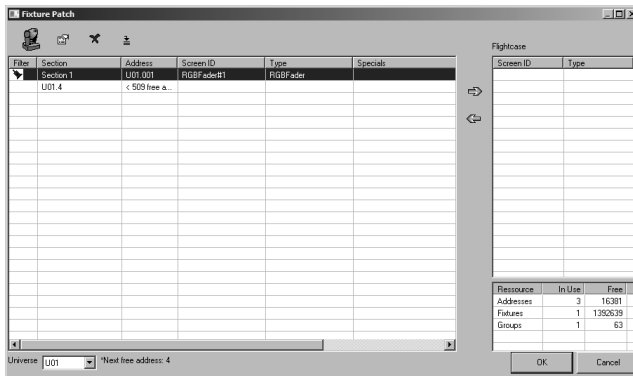 Fixture Patch
Flightcase
Filter Section Address Screen ID Type Specials
Section 1 U01.001 RGBFader#1 RGBFader
U01.4 < 509 free a...
Screen ID Type
Ressource In Use Free
Addresses 3 16381
Fixtures 1 1392639
Groups 1 63
Universe U01 *Next free address: 4
OK Cancel